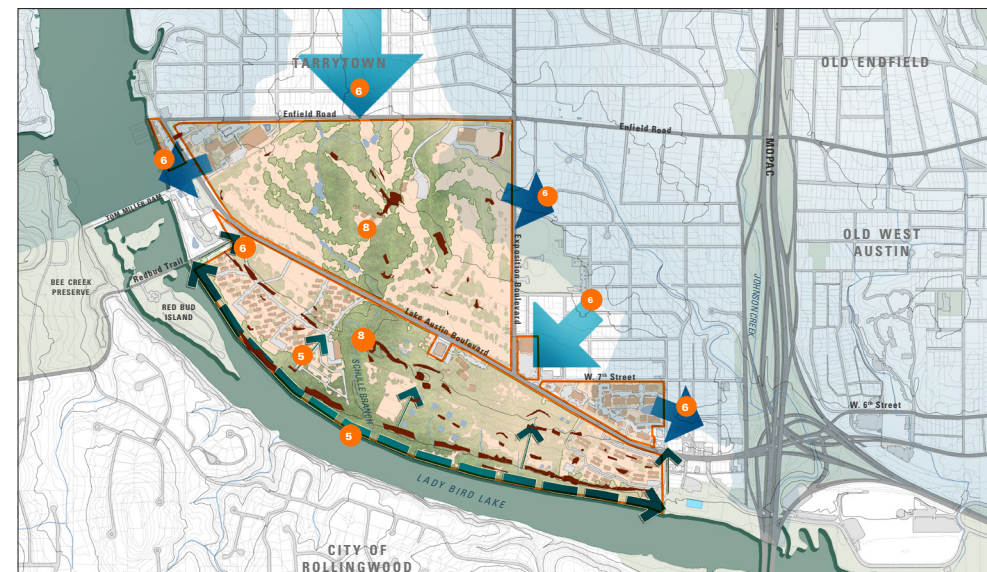 TARRYTOWN
OLD ENDFIELD
6
Enfield Road
Enfield Road
MOPAC
6
6
TOM MILLER DAM
8
Exposition Boulevard
OLD WEST
AUSTIN
6
Redbud Trail
BEE CREEK
PRESERVE
RED BUD
ISLAND
JOHNSON CREEK
6
Lake Austin Boulevard
8
5
SCHULLE BRANCH
W. 7th Street
6
W. 6th Street
5
LADY BIRD LAKE
CITY OF
ROLLINGWOOD